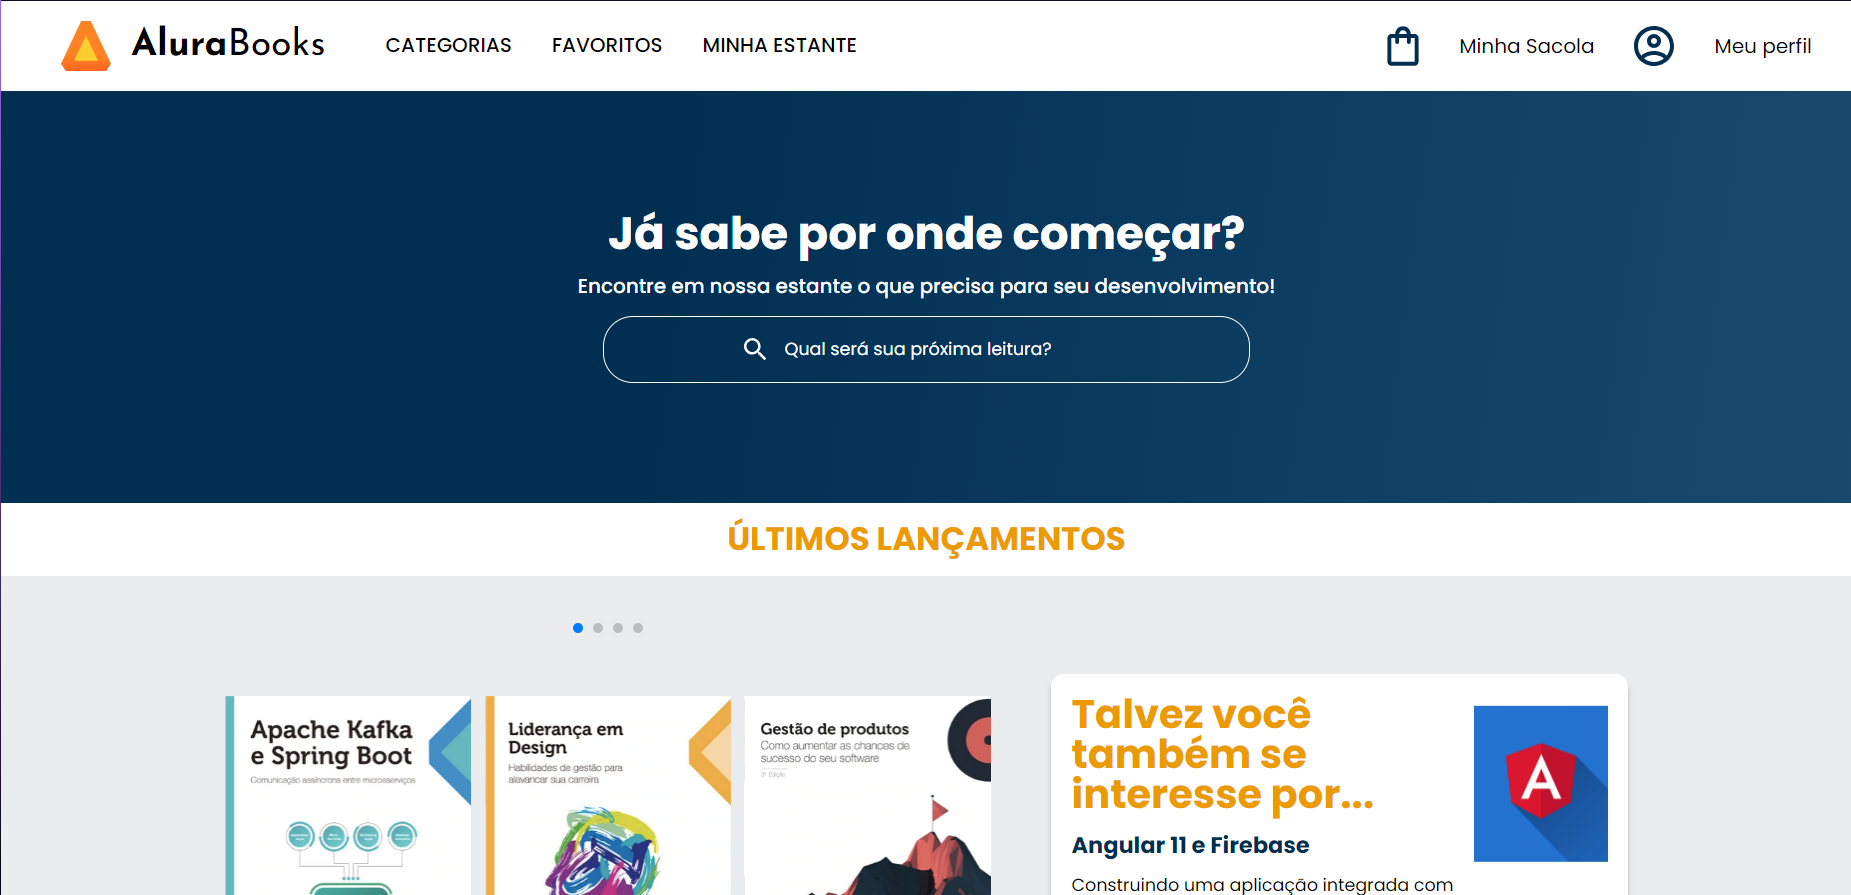 AluraBooks
CATEGORIAS
FAVORITOS
MINHA ESTANTE
Minha Sacola
Meu perfil
Já sabe por onde começar?
Encontre em nossa estante o que precisa para seu desenvolvimento!
Qual será sua próxima leitura?
ÚLTIMOS LANÇAMENTOS
Apache Kafka
e Spring Boot
Comunicação assíncrona entre microsserviços
Liderança em
Design
Habilidades de gestão para
alavancar sua carreira
Gestão de produtos
Como aumentar as chances de
sucesso do seu software
Talvez você
também se
interesse por...
A
Angular 11 e Firebase
Construindo uma aplicação integrada com